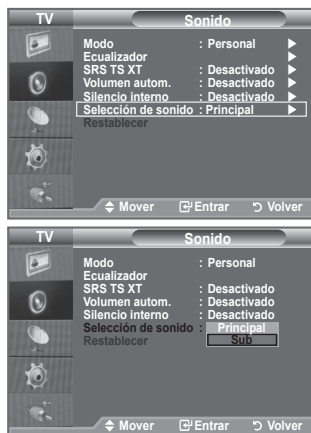 TV Sonido
Modo : Personal
Ecualizador
SRS TS XT : Desactivado
Volumen autom. : Desactivado
Silencio interno : Desactivado
Selección de sonido : Principal
Restablecer
Mover Entrar Volver
TV Sonido
Modo : Personal
Ecualizador
SRS TS XT : Desactivado
Volumen autom. : Desactivado
Silencio interno : Desactivado
Selección de sonido : Principal
Restablecer Sub
Mover Entrar Volver